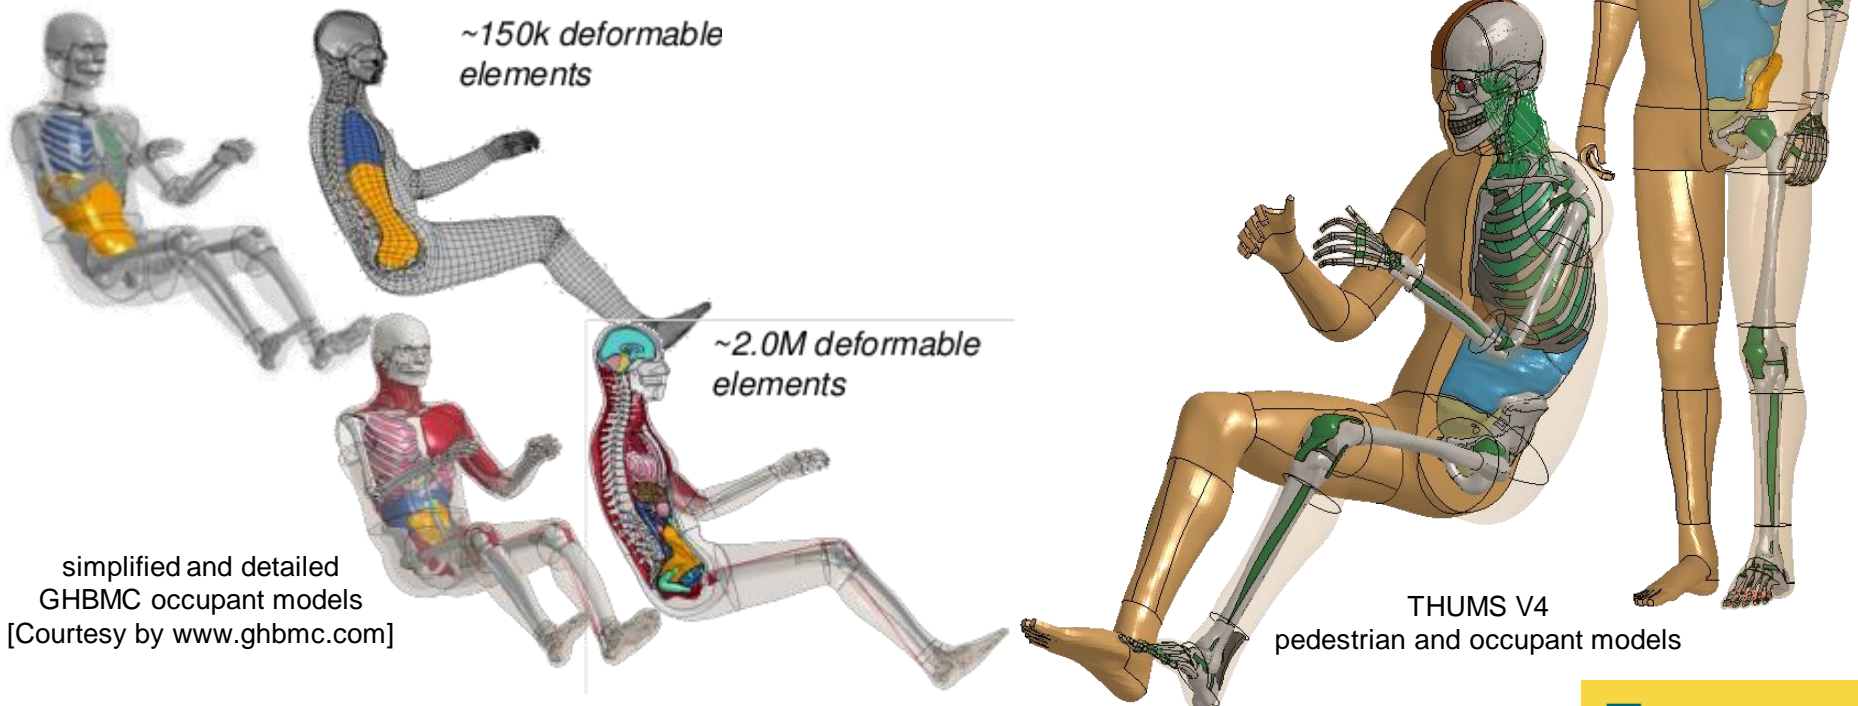 ~150k deformable
elements
~2.0M deformable
elements
simplified and detailed
GHBMC occupant models
[Courtesy by www.ghbmc.com]
THUMS V4
pedestrian and occupant models